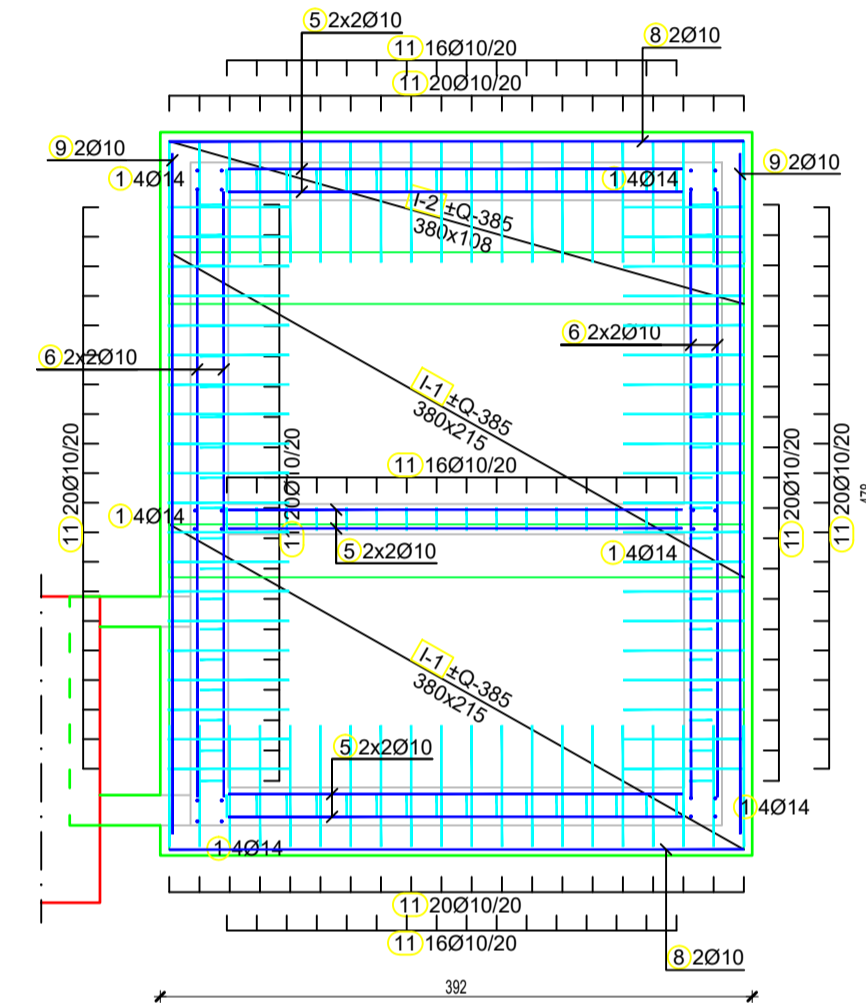 5 2x2Ø10
8 2Ø10
11 16Ø10/20
11 20Ø10/20
9 2Ø10
1 4Ø14
1 4Ø14
9 2Ø10
I-2 ±Q-385
380x108
6 2x2Ø10
6 2x2Ø10
I-1 ±Q-385
380x215
11 20Ø10/20
11 20Ø10/20
11 16Ø10/20
11 20Ø10/20
11 20Ø10/20
478
1 4Ø14
5 2x2Ø10
1 4Ø14
I-1 ±Q-385
380x215
5 2x2Ø10
1 4Ø14
1 4Ø14
11 20Ø10/20
11 16Ø10/20
8 2Ø10
392